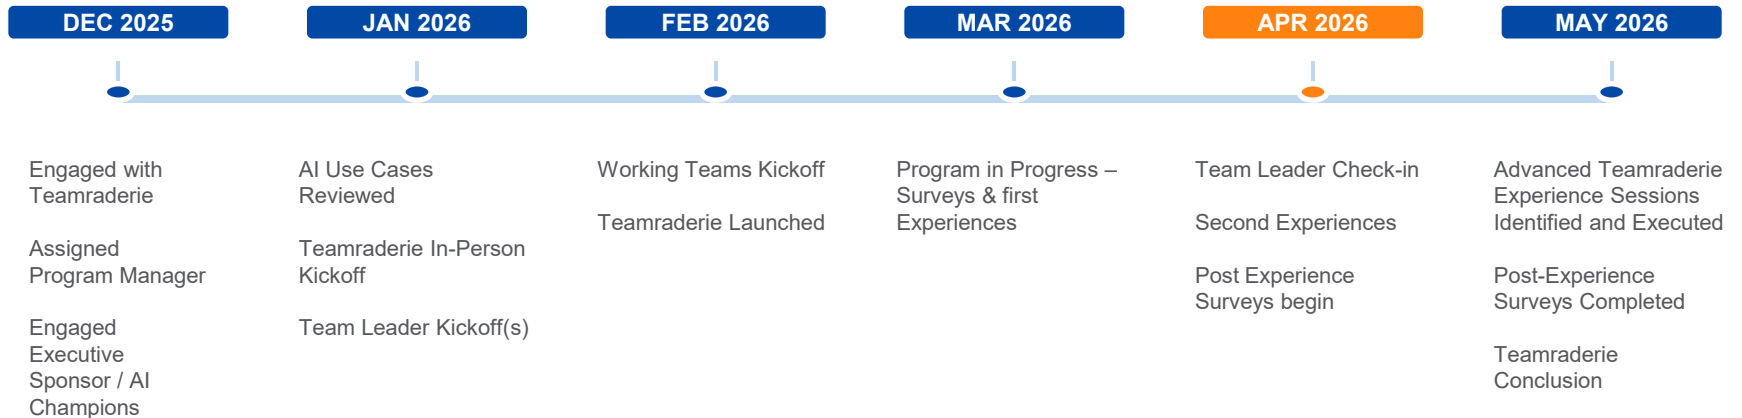 DEC 2025
JAN 2026
FEB 2026
MAR 2026
APR 2026
MAY 2026
Engaged with
Teamraderie
Assigned
Program Manager
Engaged
Executive
Sponsor / AI
Champions
AI Use Cases
Reviewed
Teamraderie In-Person
Kickoff
Team Leader Kickoff(s)
Working Teams Kickoff
Teamraderie Launched
Program in Progress –
Surveys & first
Experiences
Team Leader Check-in
Second Experiences
Post Experience
Surveys begin
Advanced Teamraderie
Experience Sessions
Identified and Executed
Post-Experience
Surveys Completed
Teamraderie
Conclusion